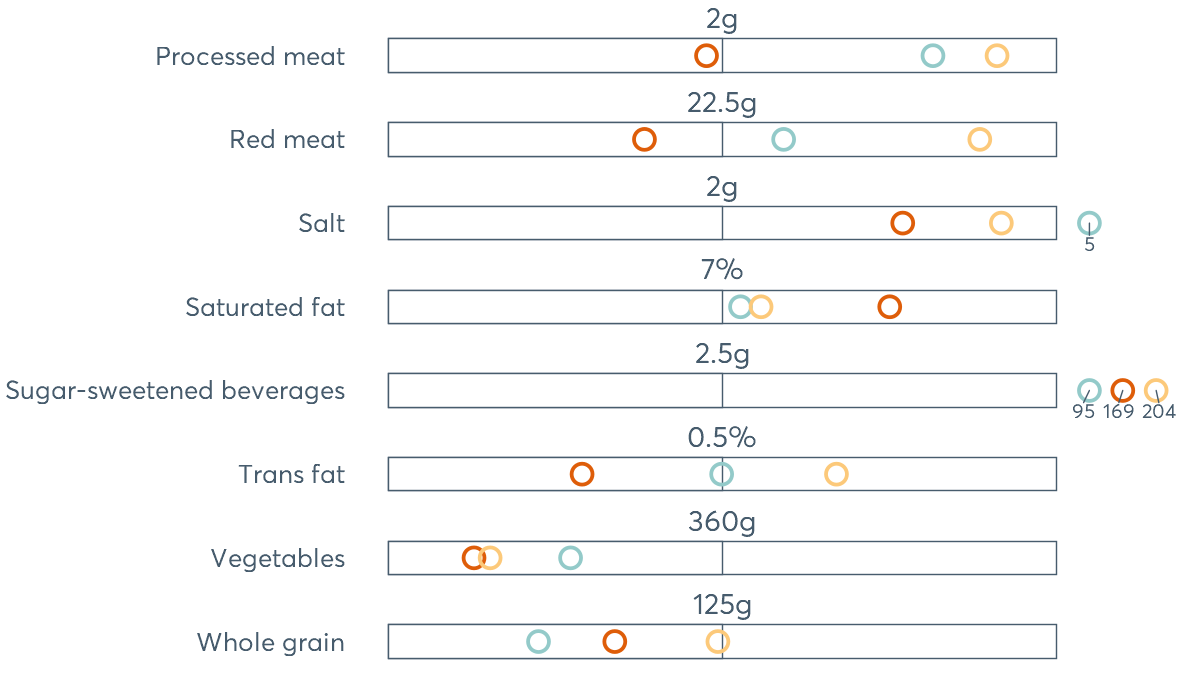 2g
Processed meat
22.5g
Red meat
2g
Salt
5
7%
Saturated fat
2.5g
Sugar-sweetened beverages
95 169 204
0.5%
Trans fat
360g
Vegetables
125g
Whole grain